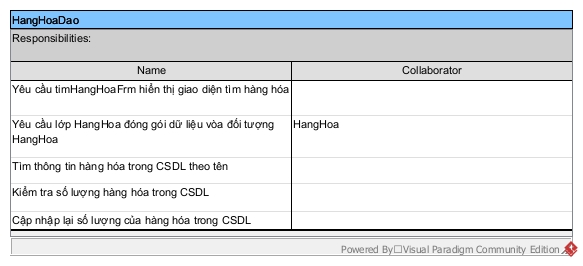 HangHoaDao
Responsibilities:
Name Collaborator
Yêu cầu timHangHoaFrm hiển thị giao diện tìm hàng hóa
Yêu cầu lớp HangHoa đóng gói dữ liệu vòa đối tượng HangHoa
HangHoa
Tìm thông tin hàng hóa trong CSDL theo tên
Kiểm tra số lượng hàng hóa trong CSDL
Cập nhập lại số lượng của hàng hóa trong CSDL
Powered By□Visual Paradigm Community Edition